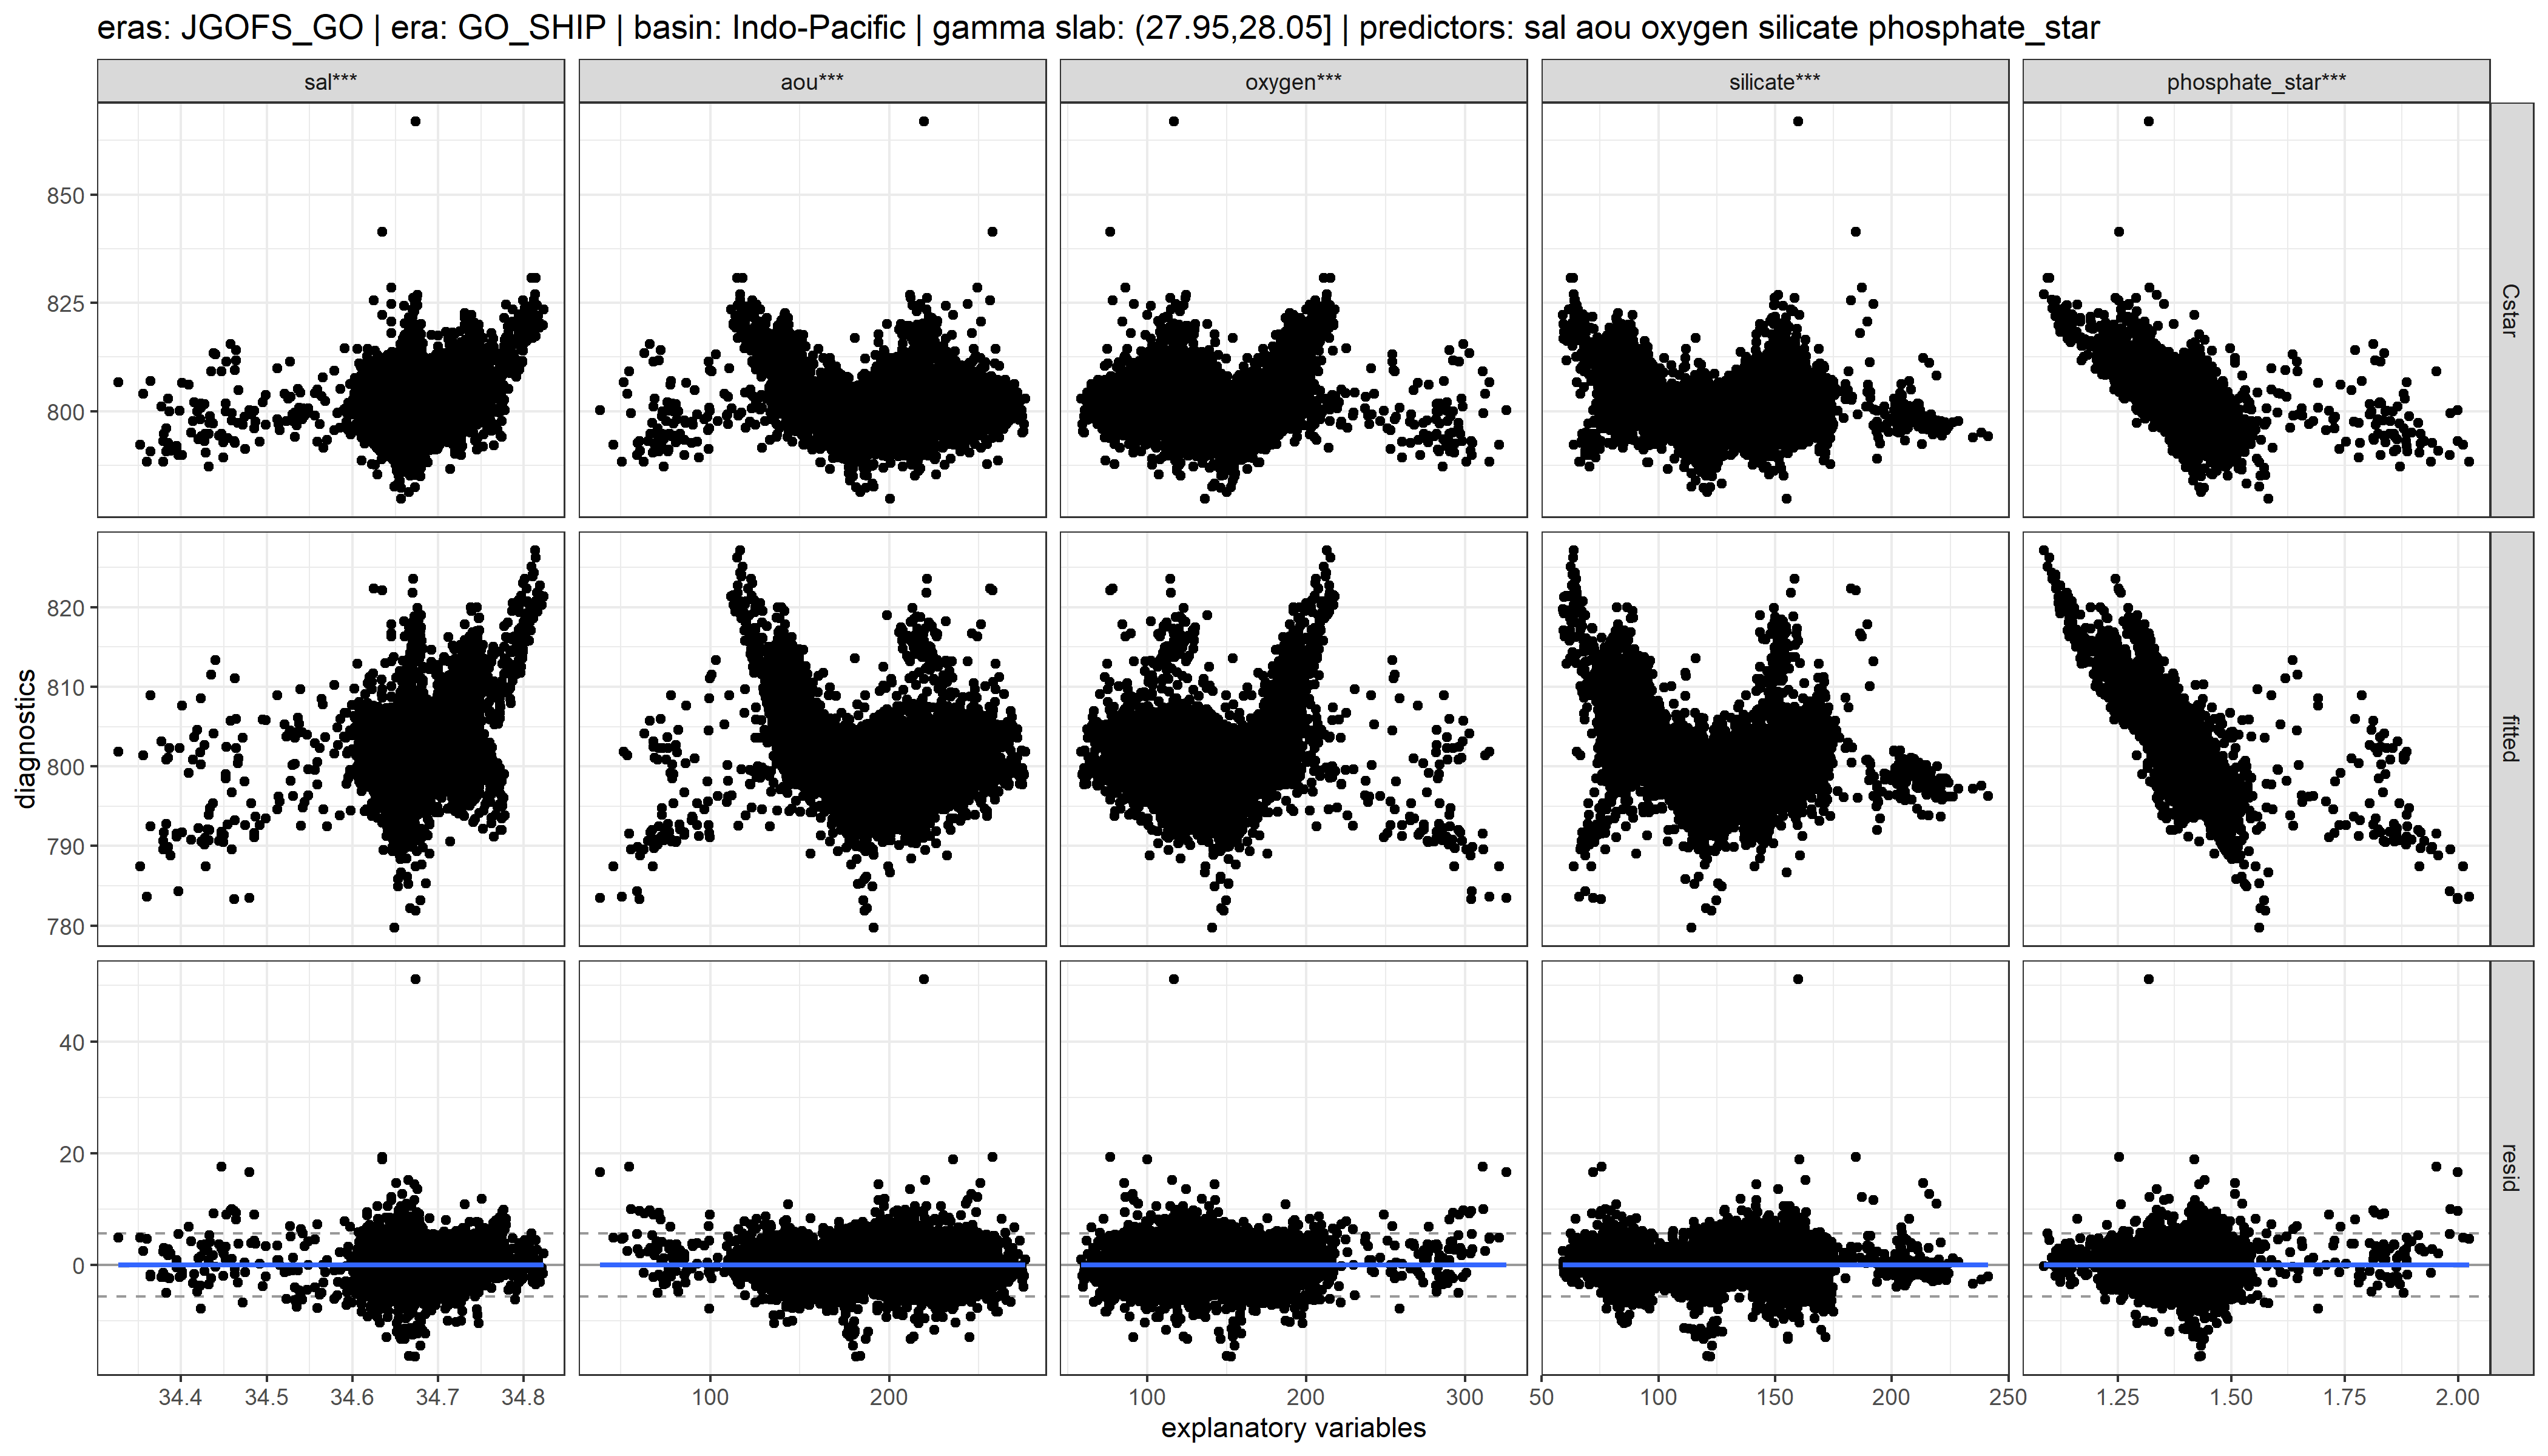 eras: JGOFS_GO | era: GO_SHIP | basin: Indo-Pacific | gamma slab: (27.95,28.05] | predictors: sal aou oxygen silicate phosphate_star
sal*** aou*** oxygen*** silicate*** phosphate_star***
850
825
800
Cstar
820
810
800
790
780
fitted
diagnostics
40
20
0
resid
34.4 34.5 34.6 34.7 34.8 100 200 100 200 300 50 100 150 200 250 1.25 1.50 1.75 2.00
explanatory variables